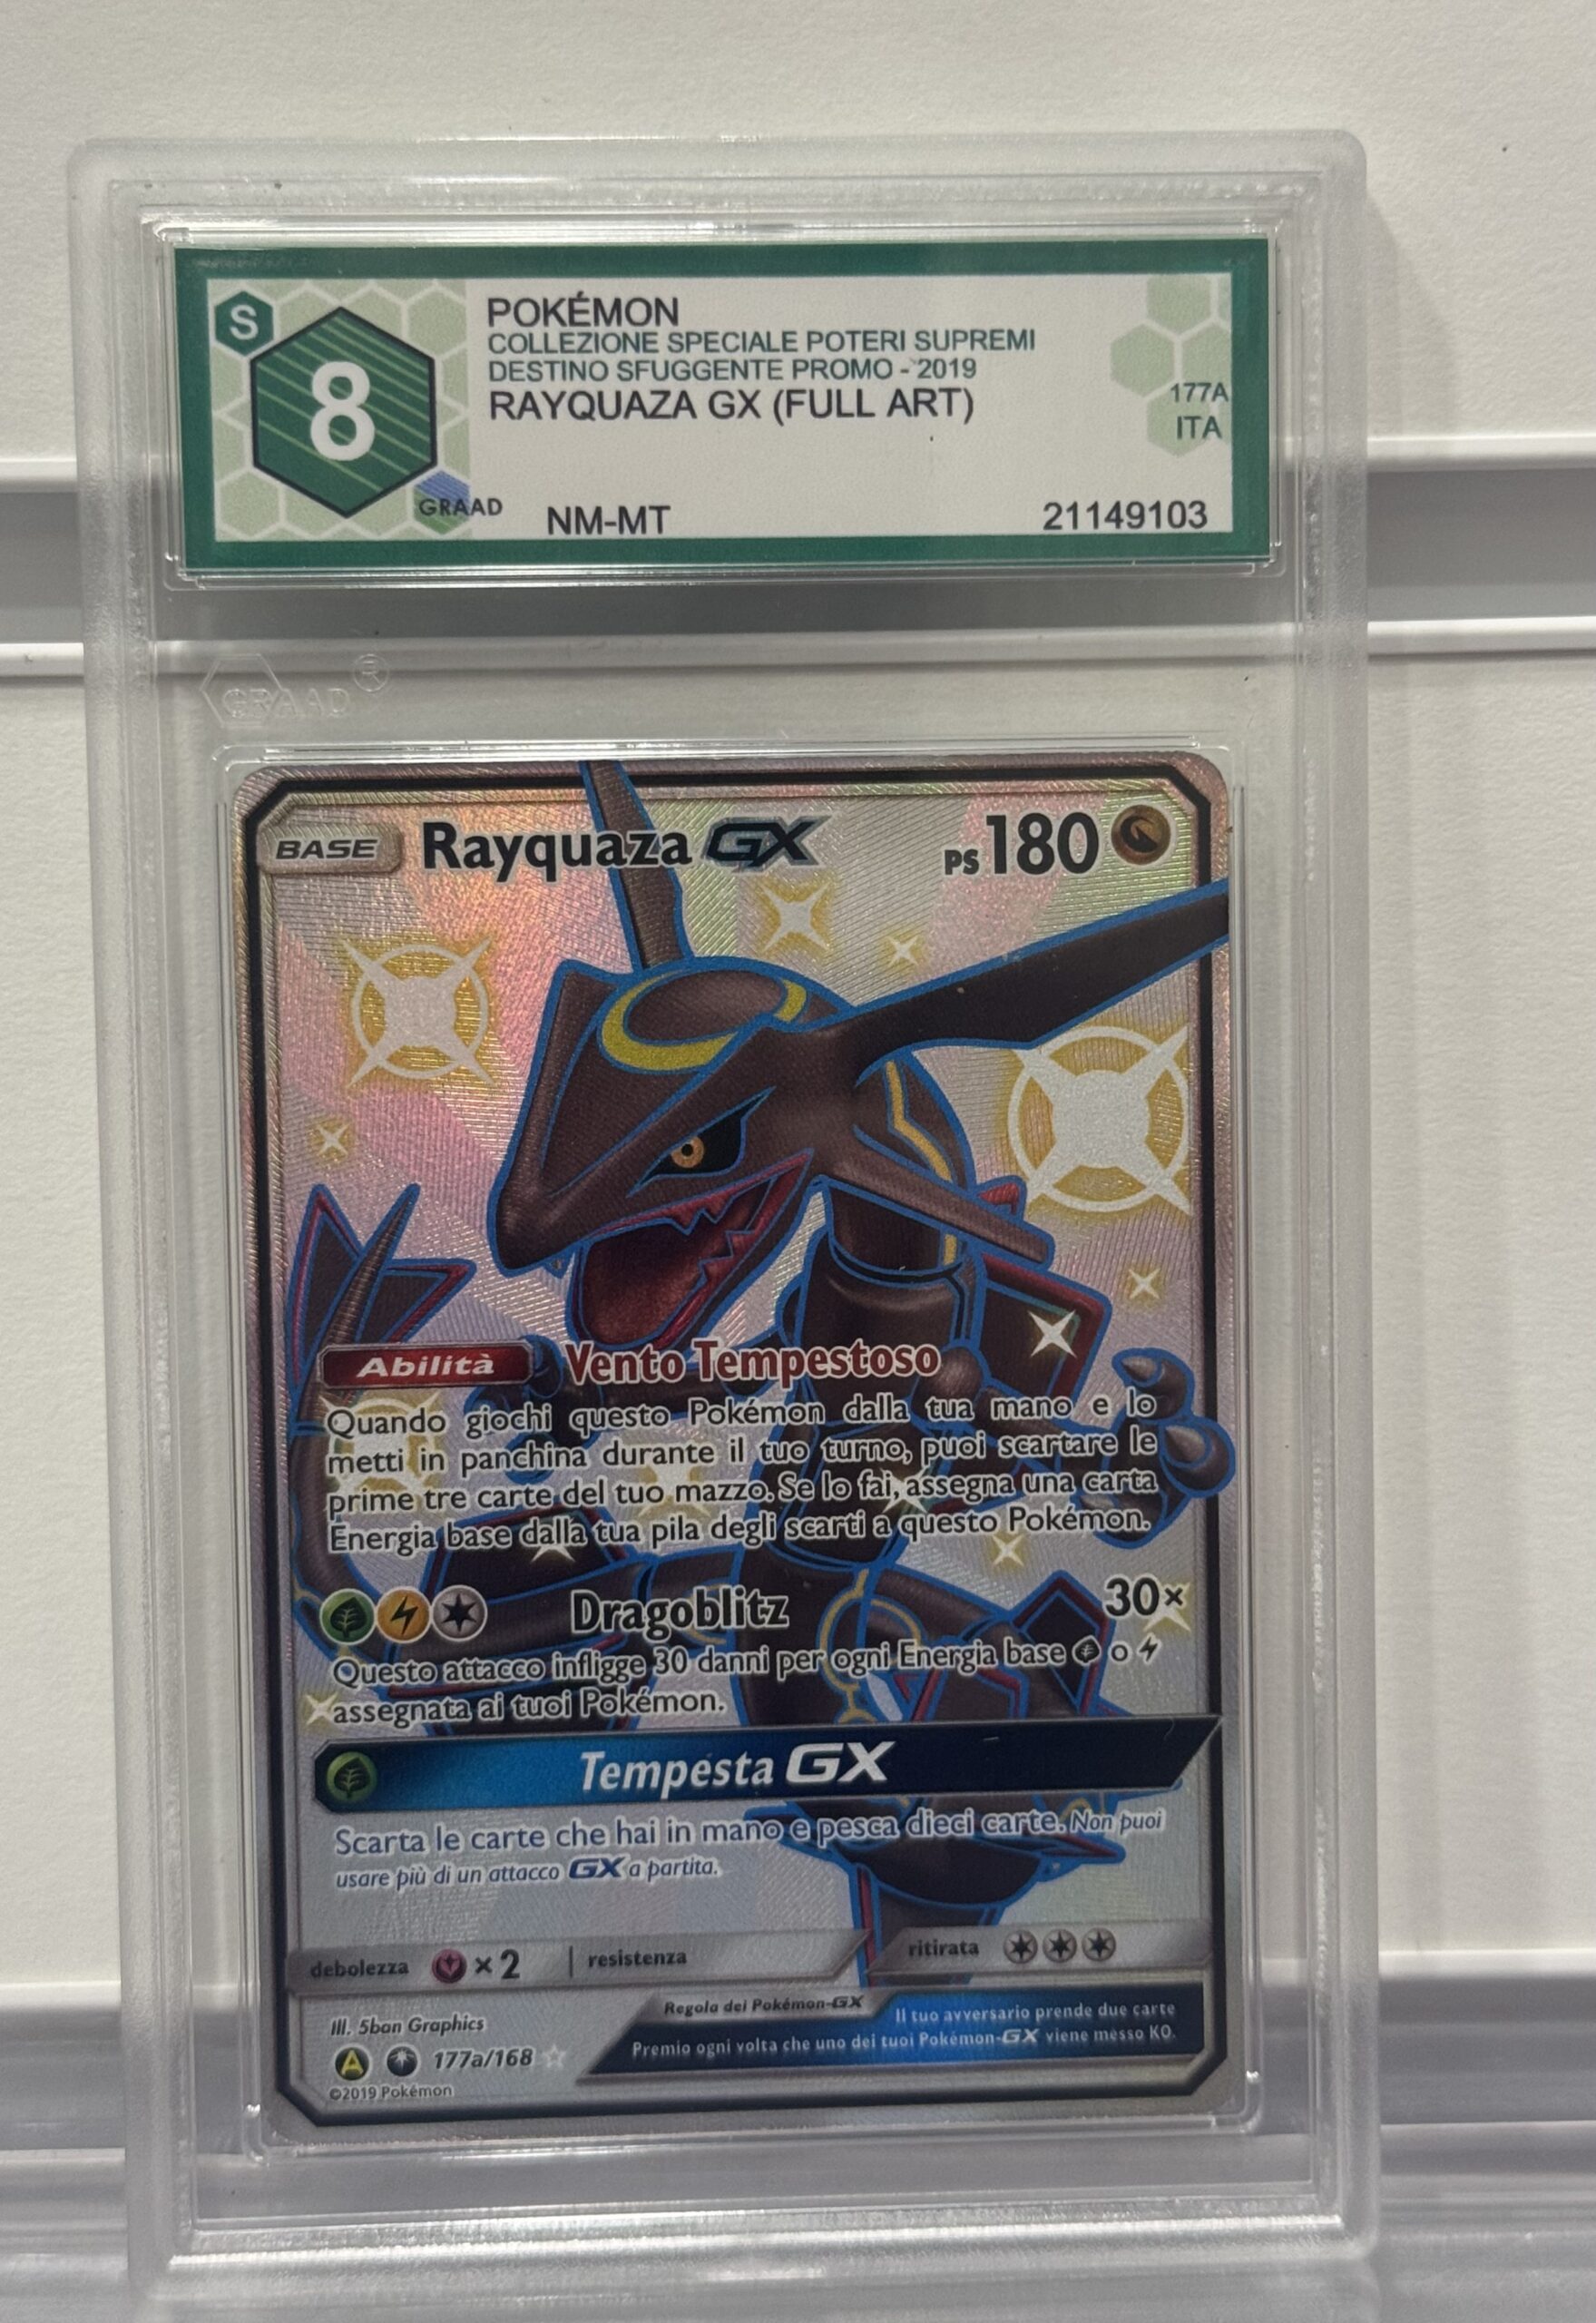 S
8
GRAAD
POKÉMON
COLLEZIONE SPECIALE POTERI SUPREMI
DESTINO SFUGGENTE PROMO - 2019
RAYQUAZA GX (FULL ART)
177A
ITA
NM-MT
21149103
GRAAD®
BASE Rayquaza GX PS 180
Abilità Vento Tempestoso
Quando giochi questo Pokémon dalla tua mano e lo
metti in panchina durante il tuo turno, puoi scartare le
prime tre carte del tuo mazzo. Se lo fai, assegna una carta
Energia base dalla tua pila degli scarti a questo Pokémon.
Dragoblitz 30×
Questo attacco infligge 30 danni per ogni Energia base o
assegnata ai tuoi Pokémon.
Tempesta GX
Scarta le carte che hai in mano e pesca dieci carte. Non puoi
usare più di un attacco GX a partita.
debolezza ×2 resistenza ritirata
Regola dei Pokémon-GX Il tuo avversario prende due carte
Premio ogni volta che uno dei tuoi Pokémon-GX viene messo KO.
Ill. 5ban Graphics
A 177a/168
©2019 Pokémon